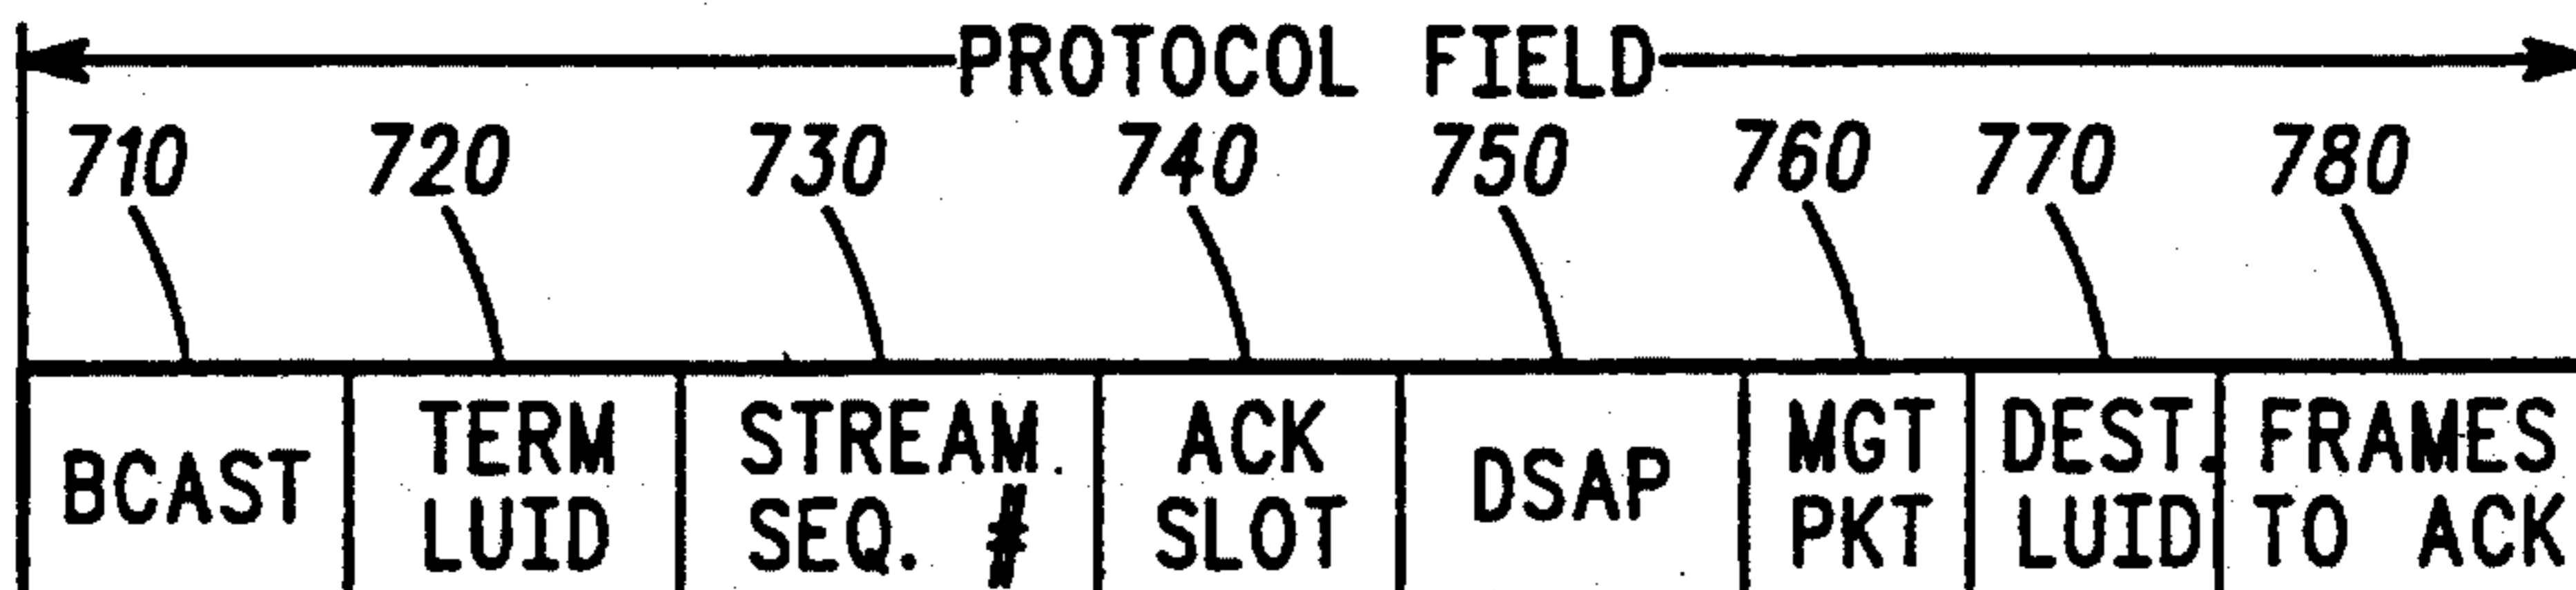 PROTOCOL FIELD
710 720 730 740 750 760 770 780
BCAST TERM LUID STREAM SEQ. # ACK SLOT DSAP MGT PKT DEST. LUID FRAMES TO ACK